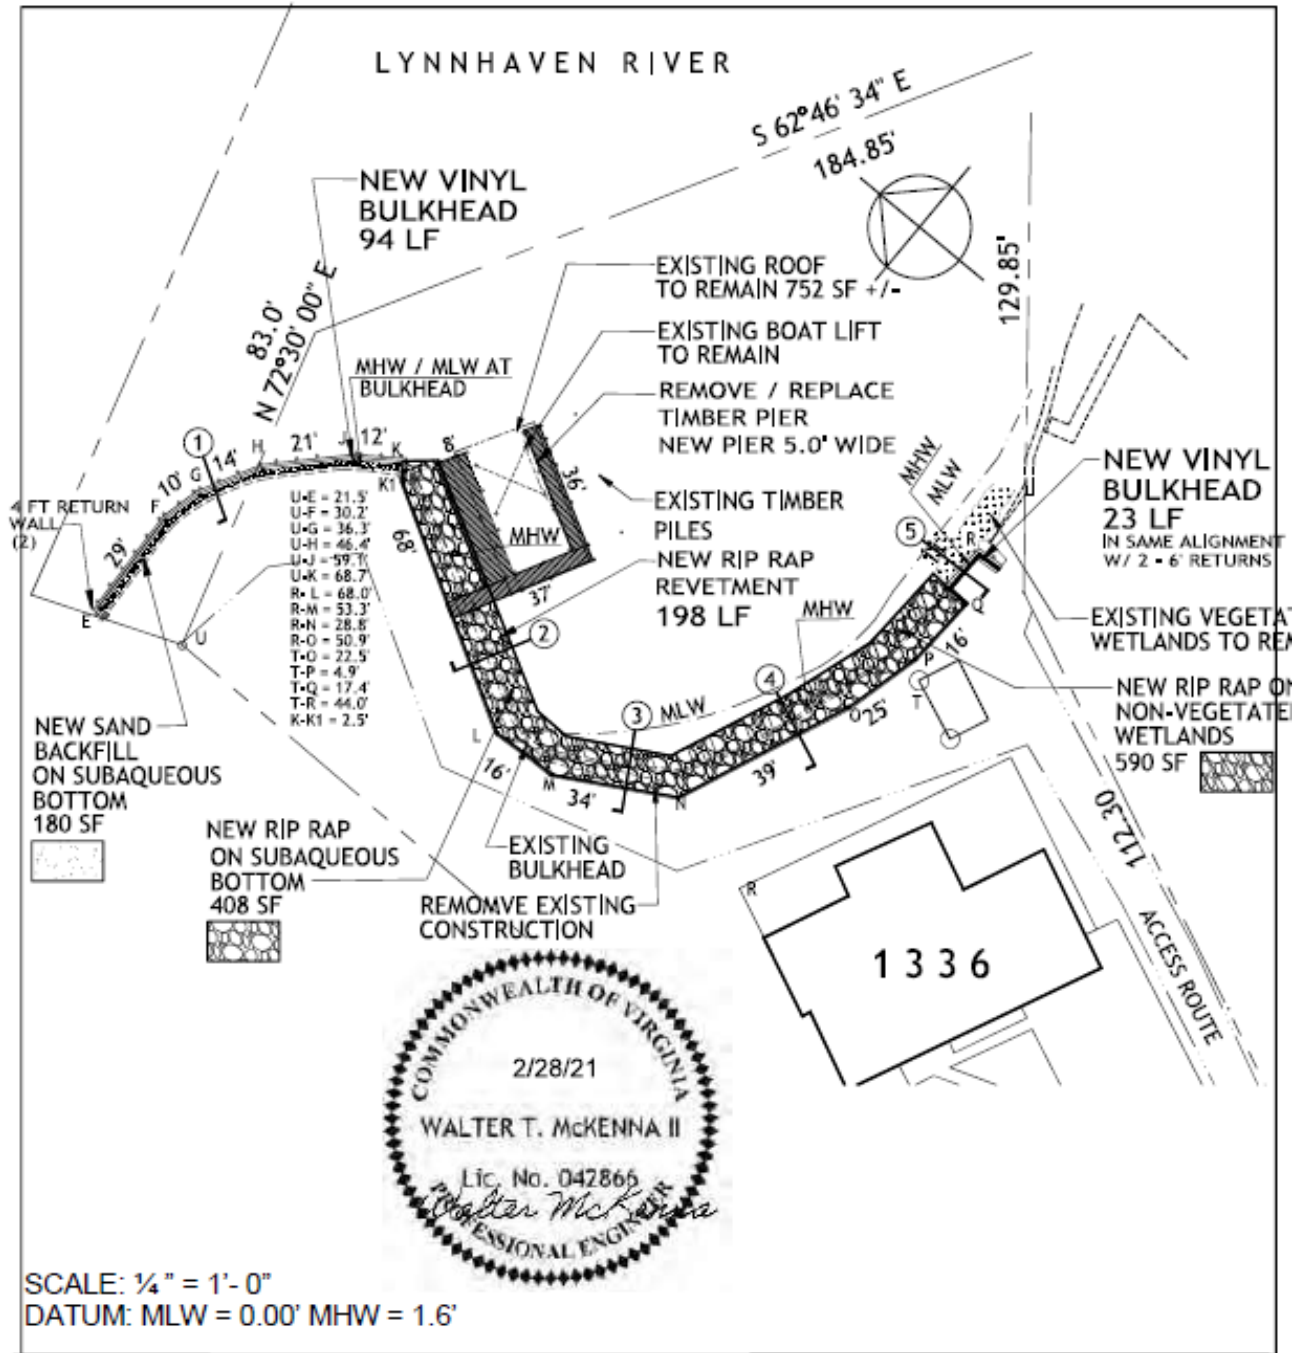 LYNNHAVEN RIVER
S 62°46' 34" E
184.85'
NEW VINYL
BULKHEAD
94 LF
83.0'
N 72°30' 00" E
129.85'
EXISTING ROOF
TO REMAIN 752 SF +/-
EXISTING BOAT LIFT
TO REMAIN
REMOVE / REPLACE
TIMBER PIER
NEW PIER 5.0' WIDE
MHW / MLW AT
BULKHEAD
EXISTING TIMBER
PILES
NEW RIP RAP
REVETMENT
198 LF
MHW
MLW
NEW VINYL
BULKHEAD
23 LF
IN SAME ALIGNMENT
W/ 2 - 6' RETURNS
EXISTING VEGETAT
WETLANDS TO REM
NEW RIP RAP ON
NON-VEGETATE
WETLANDS
590 SF
4 FT RETURN
WALL
(2)
E
29'
F
10'
G
14'
H
21'
J
12'
K
K1
8'
36'
37'
68'
MHW
1
2
3
4
5
U
U-E = 21.5'
U-F = 30.2'
U-G = 36.3'
U-H = 46.4'
U-J = 59.1'
U-K = 68.7'
R-L = 68.0'
R-M = 53.3'
R-N = 28.8'
R-O = 50.9'
T-O = 22.5'
T-P = 4.9'
T-Q = 17.4'
T-R = 44.0'
K-K1 = 2.5'
MHW
MLW
L
16'
M
34'
N
39'
O
25'
P
16'
Q
R
T
NEW SAND
BACKFILL
ON SUBAQUEOUS
BOTTOM
180 SF
NEW RIP RAP
ON SUBAQUEOUS
BOTTOM
408 SF
EXISTING
BULKHEAD
REMOMVE EXISTING
CONSTRUCTION
R
1336
112.30
ACCESS ROUTE
COMMONWEALTH OF VIRGINIA
2/28/21
WALTER T. McKENNA II
Lic. No. 042866
Walter McKenna
PROFESSIONAL ENGINEER
SCALE: ¼ " = 1'- 0"
DATUM: MLW = 0.00' MHW = 1.6'